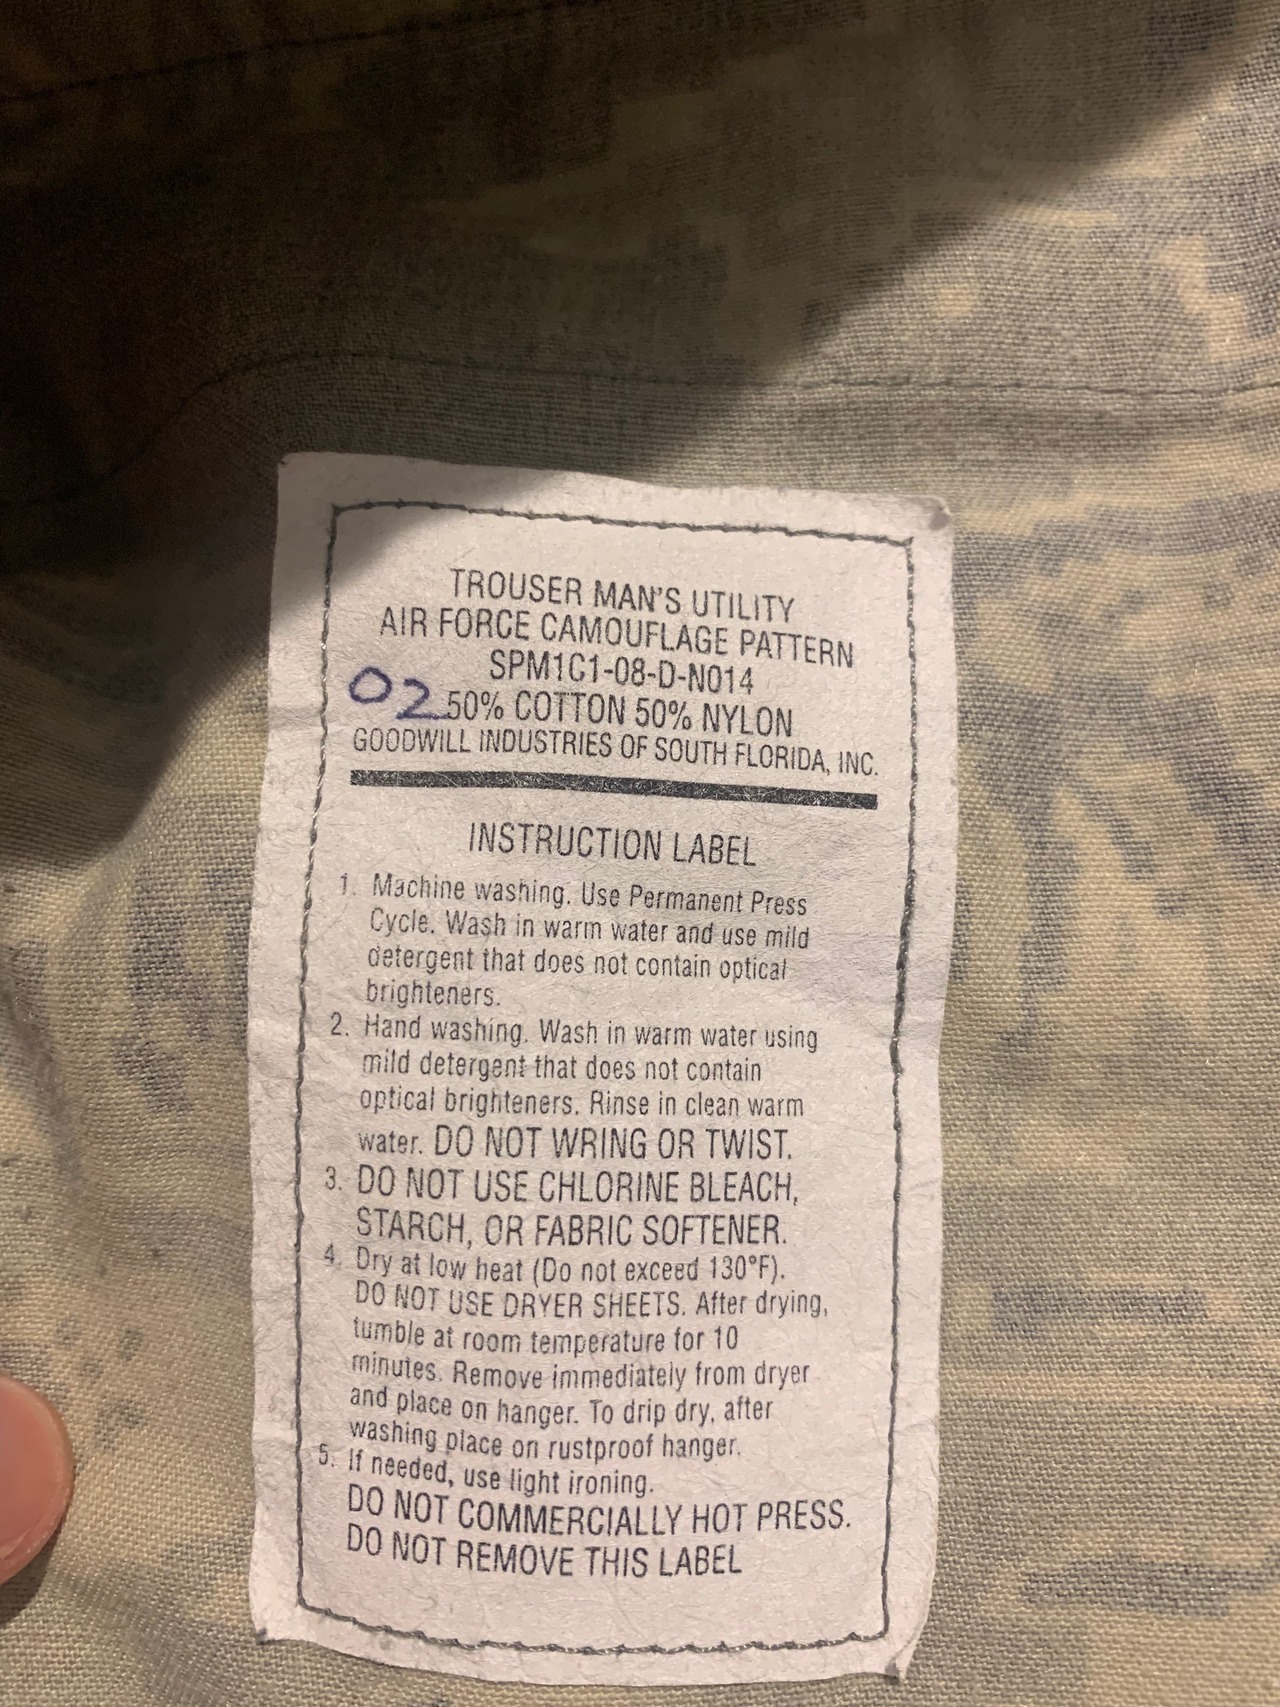 TROUSER MAN'S UTILITY
AIR FORCE CAMOUFLAGE PATTERN
SPM1C1-08-D-N014
02 50% COTTON 50% NYLON
GOODWILL INDUSTRIES OF SOUTH FLORIDA, INC.
INSTRUCTION LABEL
1. Machine washing. Use Permanent Press
Cycle. Wash in warm water and use mild
detergent that does not contain optical
brighteners.
2. Hand washing. Wash in warm water using
mild detergent that does not contain
optical brighteners. Rinse in clean warm
water. DO NOT WRING OR TWIST.
3. DO NOT USE CHLORINE BLEACH,
STARCH, OR FABRIC SOFTENER.
4. Dry at low heat (Do not exceed 130°F).
DO NOT USE DRYER SHEETS. After drying,
tumble at room temperature for 10
minutes. Remove immediately from dryer
and place on hanger. To drip dry, after
washing place on rustproof hanger.
5. If needed, use light ironing.
DO NOT COMMERCIALLY HOT PRESS.
DO NOT REMOVE THIS LABEL